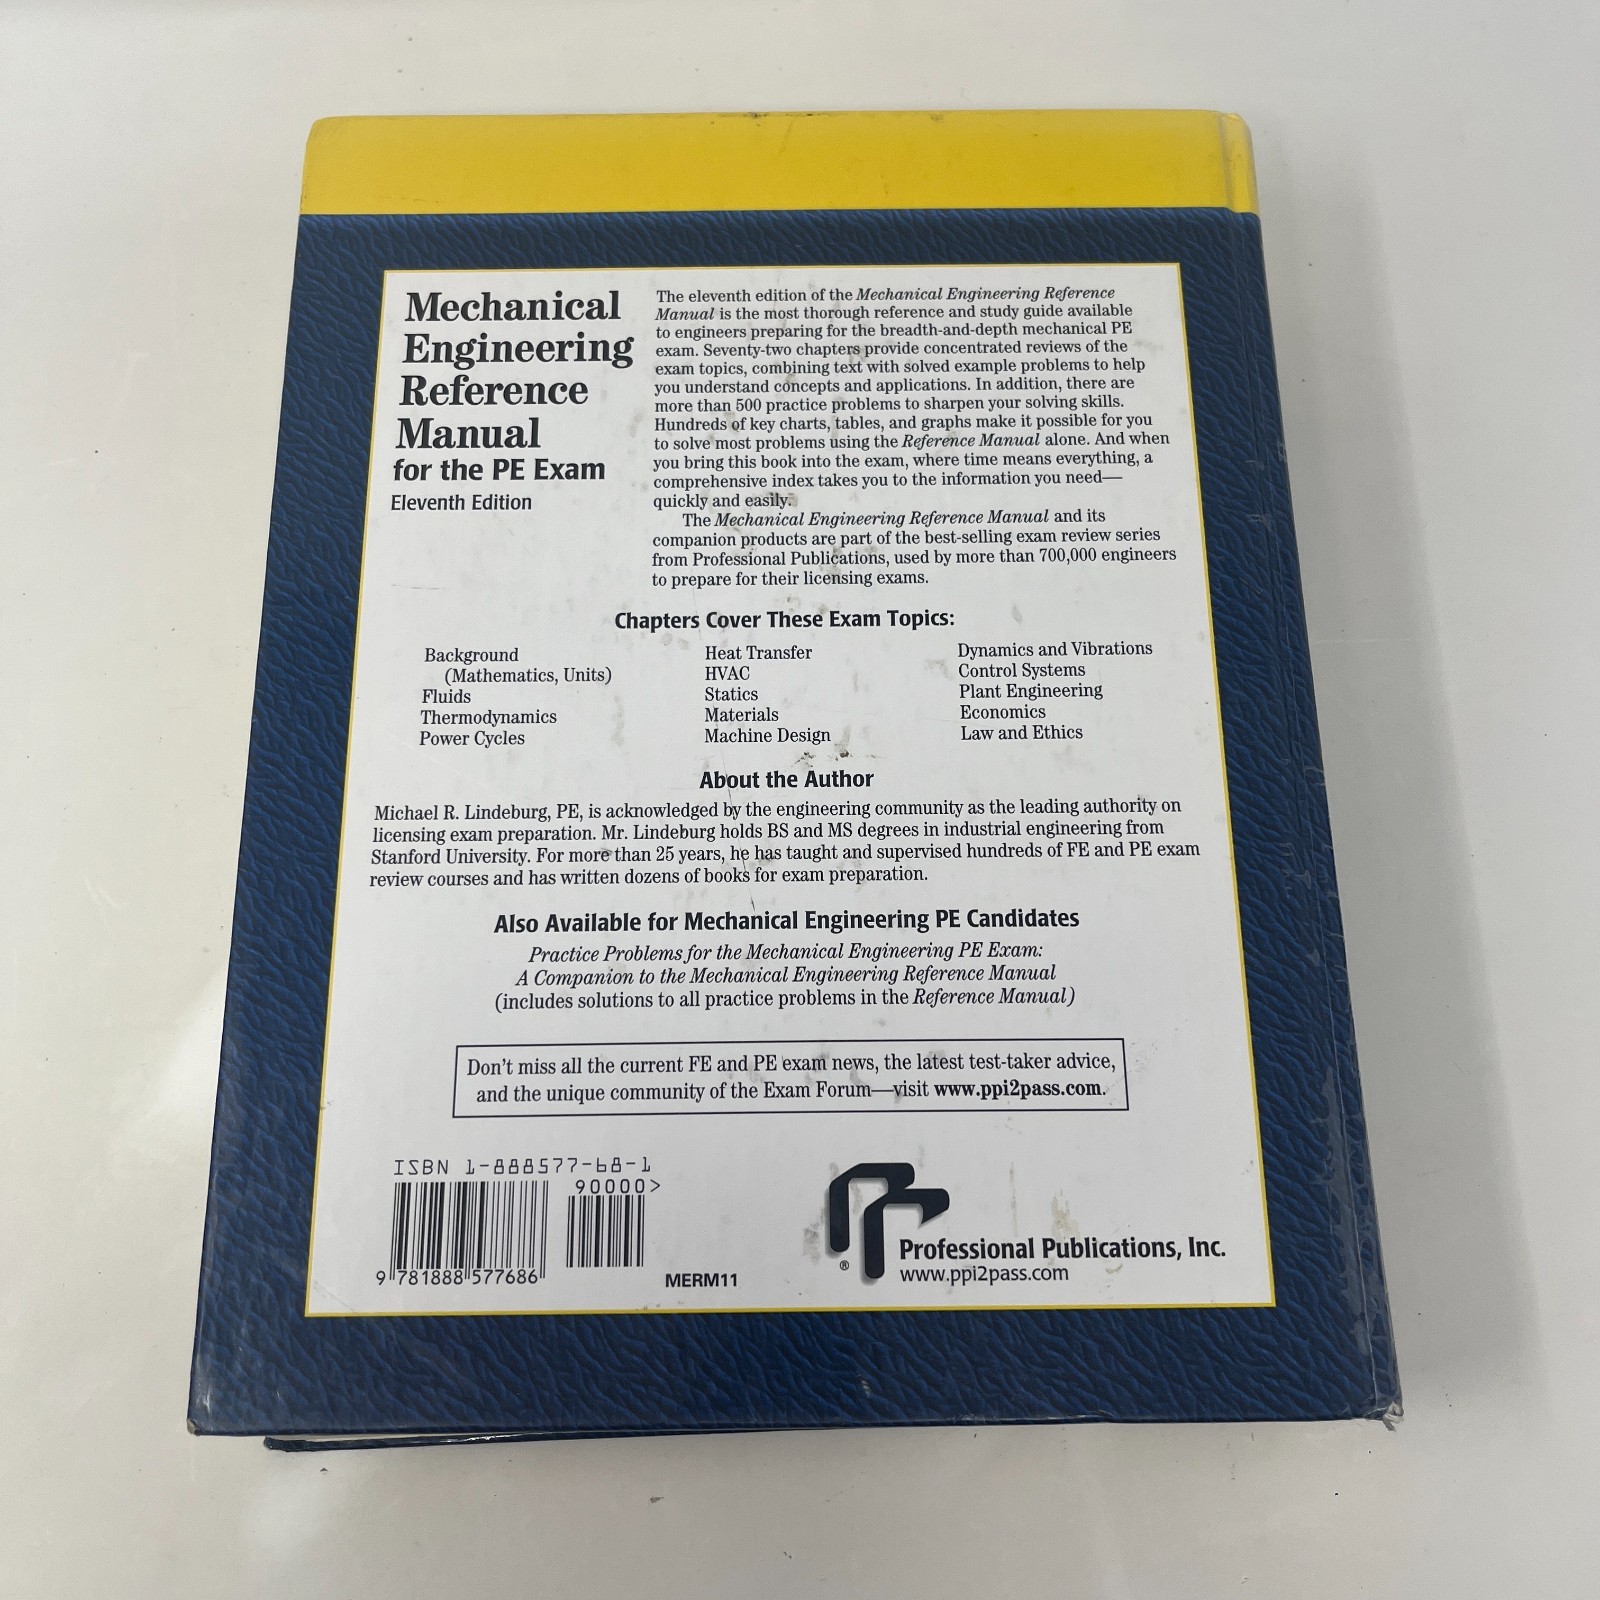 Mechanical
Engineering
Reference
Manual
for the PE Exam
Eleventh Edition
The eleventh edition of the Mechanical Engineering Reference
Manual is the most thorough reference and study guide available
to engineers preparing for the breadth-and-depth mechanical PE
exam. Seventy-two chapters provide concentrated reviews of the
exam topics, combining text with solved example problems to help
you understand concepts and applications. In addition, there are
more than 500 practice problems to sharpen your solving skills.
Hundreds of key charts, tables, and graphs make it possible for you
to solve most problems using the Reference Manual alone. And when
you bring this book into the exam, where time means everything, a
comprehensive index takes you to the information you need—
quickly and easily.
The Mechanical Engineering Reference Manual and its
companion products are part of the best-selling exam review series
from Professional Publications, used by more than 700,000 engineers
to prepare for their licensing exams.
Chapters Cover These Exam Topics:
Background
(Mathematics, Units)
Fluids
Thermodynamics
Power Cycles
Heat Transfer
HVAC
Statics
Materials
Machine Design
Dynamics and Vibrations
Control Systems
Plant Engineering
Economics
Law and Ethics
About the Author
Michael R. Lindeburg, PE, is acknowledged by the engineering community as the leading authority on
licensing exam preparation. Mr. Lindeburg holds BS and MS degrees in industrial engineering from
Stanford University. For more than 25 years, he has taught and supervised hundreds of FE and PE exam
review courses and has written dozens of books for exam preparation.
Also Available for Mechanical Engineering PE Candidates
Practice Problems for the Mechanical Engineering PE Exam:
A Companion to the Mechanical Engineering Reference Manual
(includes solutions to all practice problems in the Reference Manual)
Don't miss all the current FE and PE exam news, the latest test-taker advice,
and the unique community of the Exam Forum—visit www.ppi2pass.com.
ISBN 1-888577-68-1
90000>
9 781888 577686
MERM11
®
Professional Publications, Inc.
www.ppi2pass.com